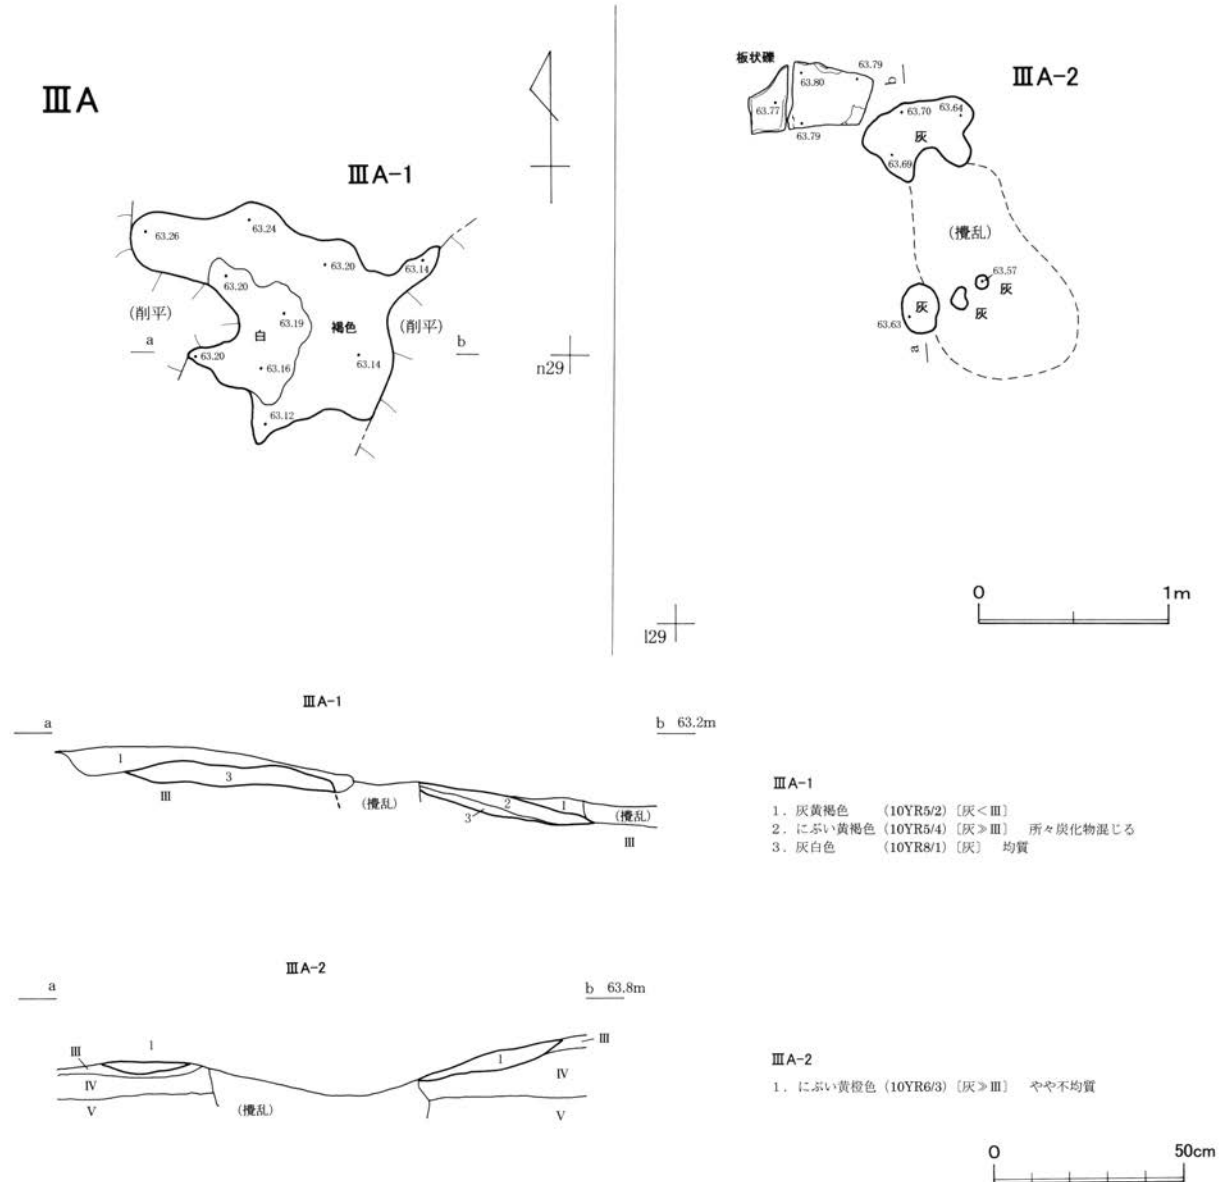 ⅢA
ⅢA-1
63.26
63.24
63.20
63.14
63.20
63.19
(削平)
白
褐色
(削平)
a
b
63.20
63.16
63.14
63.12
n29
板状礫
63.79
63.80
b
63.77
63.79
ⅢA-2
63.70
63.64
灰
63.69
(攪乱)
63.57
灰
灰
灰
63.63
a
0 1m
l29
ⅢA-1
a
b 63.2m
1
3
Ⅲ
(攪乱)
2
1
3
(攪乱)
Ⅲ
ⅢA-1
1. 灰黄褐色 (10YR5/2) 〔灰<Ⅲ〕
2. にぶい黄褐色 (10YR5/4) 〔灰≫Ⅲ〕 所々炭化物混じる
3. 灰白色 (10YR8/1) 〔灰〕 均質
ⅢA-2
a
b 63.8m
Ⅲ
1
Ⅳ
Ⅴ
(攪乱)
1
Ⅲ
Ⅳ
Ⅴ
ⅢA-2
1. にぶい黄橙色 (10YR6/3) 〔灰≫Ⅲ〕 やや不均質
0 50cm